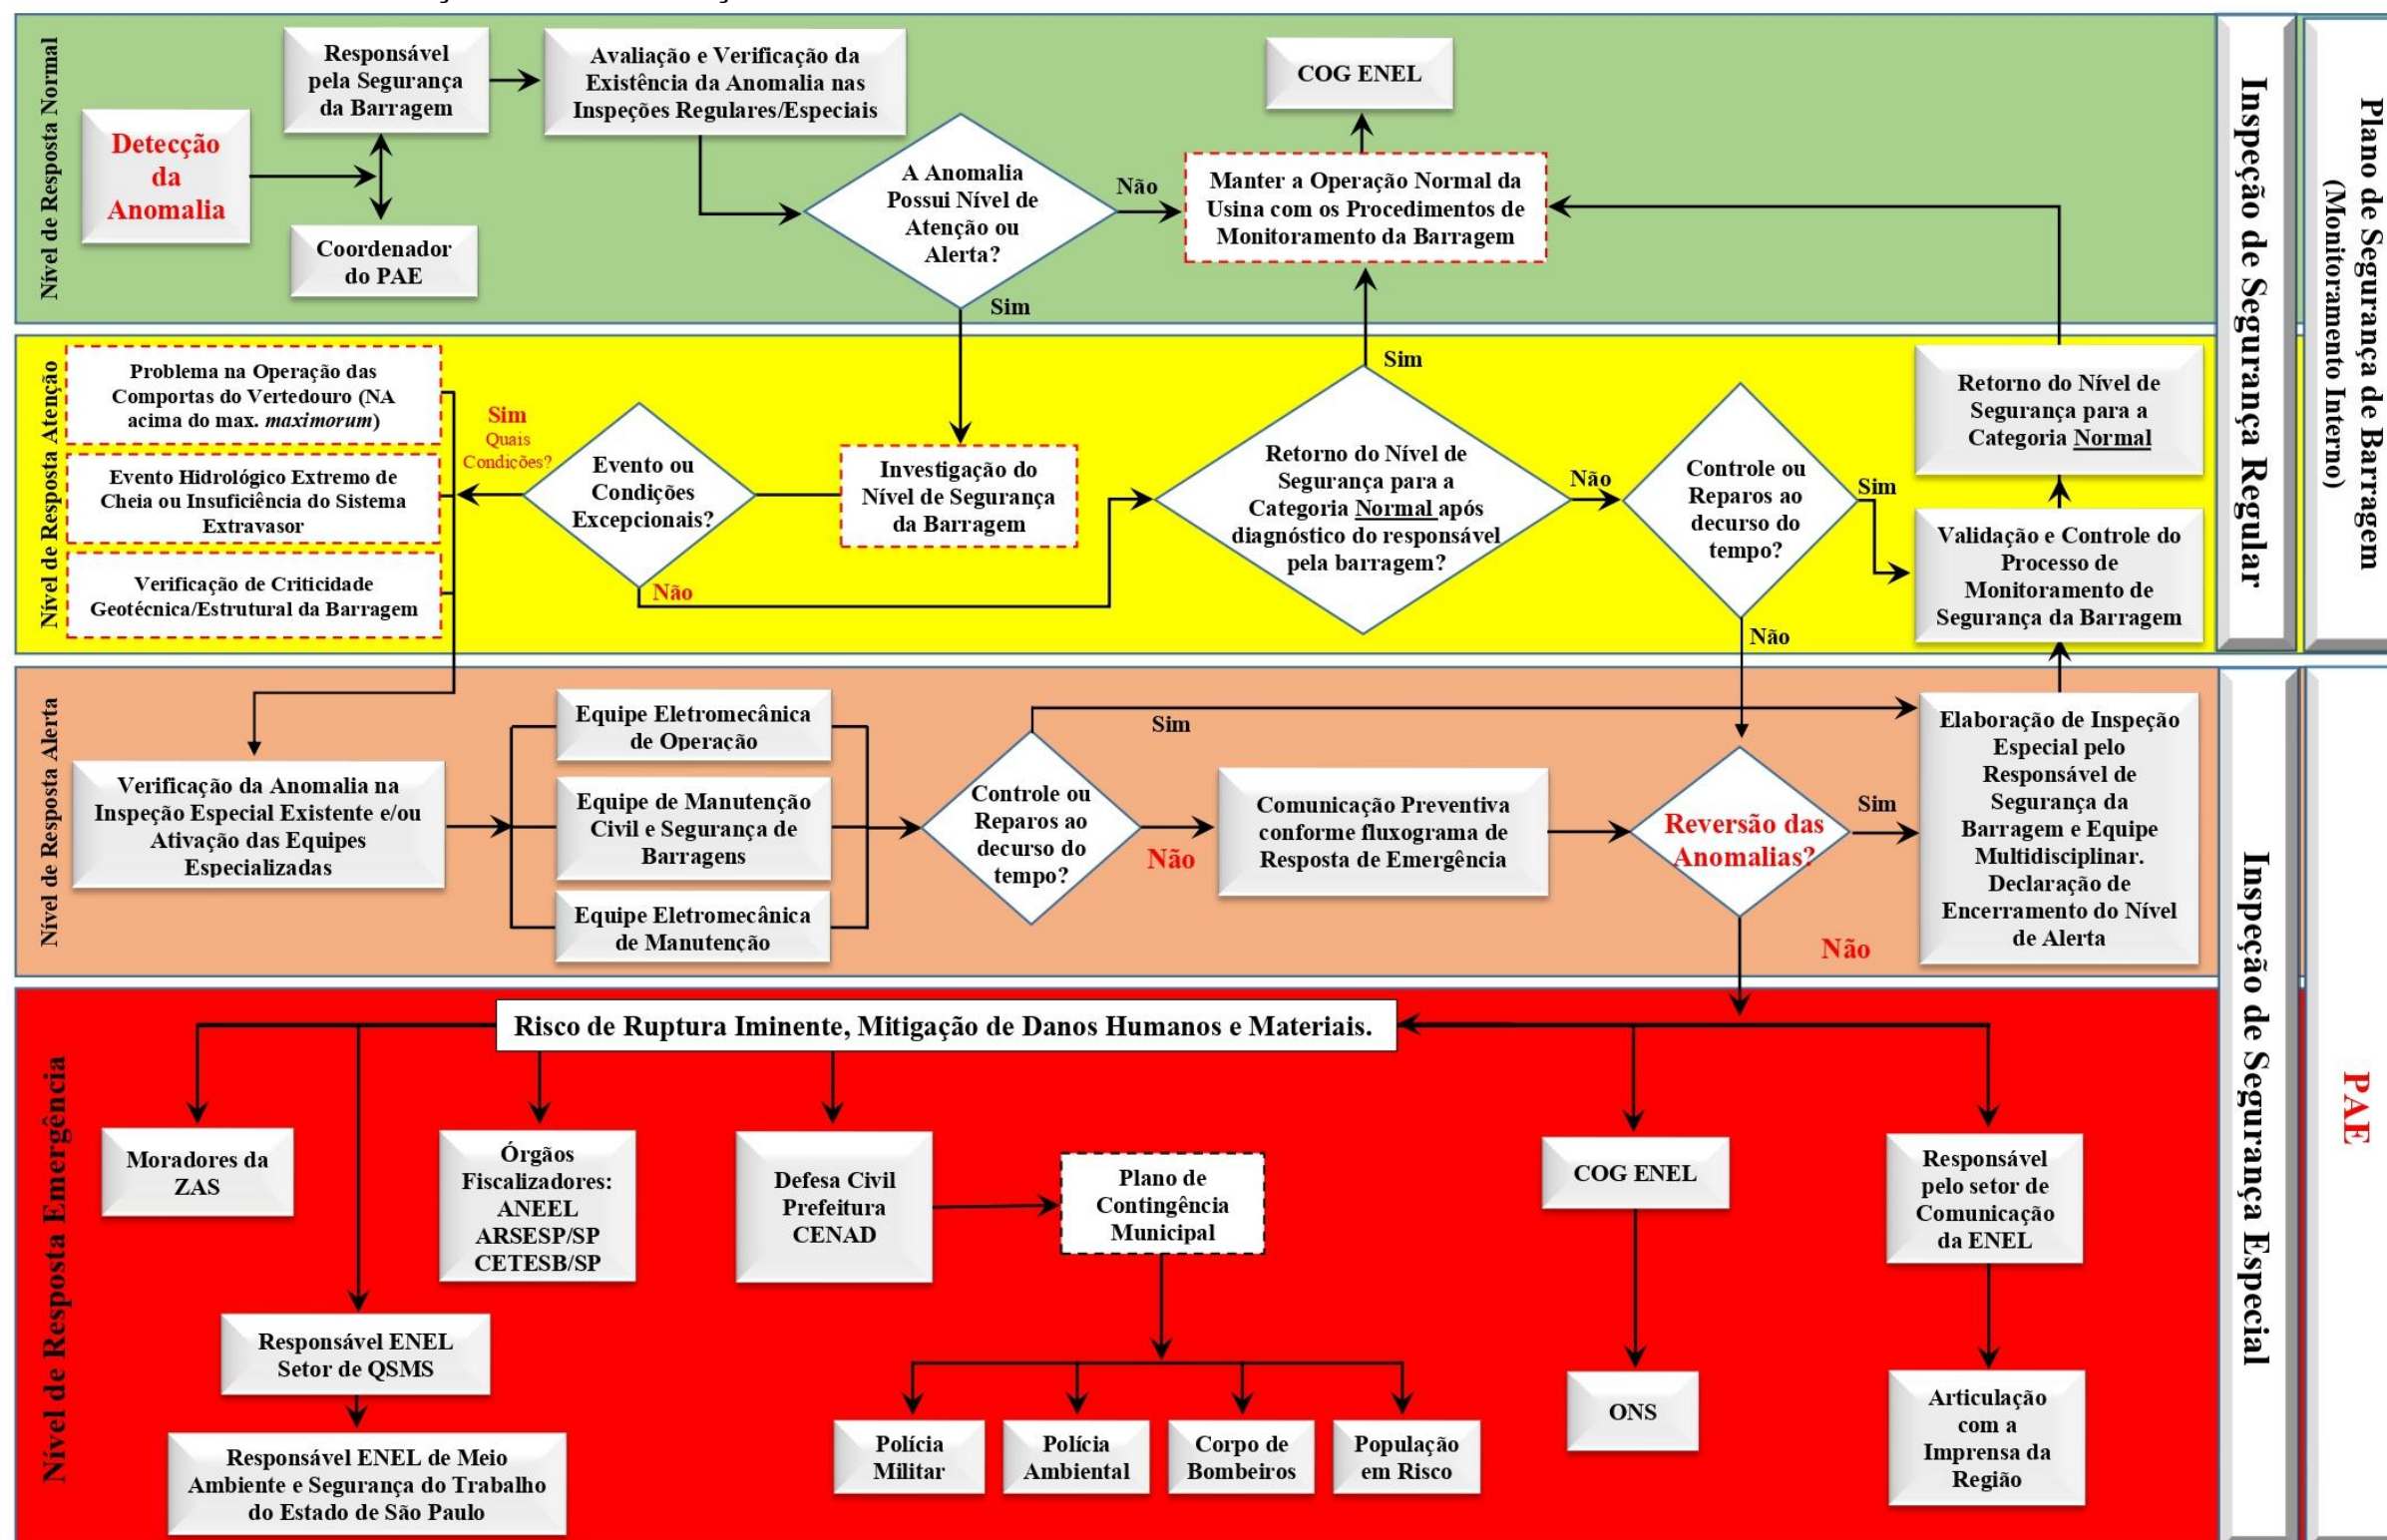 Nível de Resposta Normal
Detecção
da
Anomalia
Responsável
pela Segurança
da Barragem
Coordenador
do PAE
Avaliação e Verificação da
Existência da Anomalia nas
Inspeções Regulares/Especiais
A Anomalia
Possui Nível de
Atenção ou
Alerta?
Não
Sim
COG ENEL
Manter a Operação Normal da
Usina com os Procedimentos de
Monitoramento da Barragem
Inspeção de Segurança Regular
Plano de Segurança de Barragem
(Monitoramento Interno)
Nível de Resposta Atenção
Problema na Operação das
Comportas do Vertedouro (NA
acima do max. maximorum)
Evento Hidrológico Extremo de
Cheia ou Insuficiência do Sistema
Extravasor
Verificação de Criticidade
Geotécnica/Estrutural da Barragem
Sim
Quais
Condições?
Evento ou
Condições
Excepcionais?
Não
Investigação do
Nível de Segurança
da Barragem
Sim
Retorno do Nível de
Segurança para a
Categoria Normal após
diagnóstico do responsável
pela barragem?
Não
Controle ou
Reparos ao
decurso do
tempo?
Sim
Não
Retorno do Nível de
Segurança para a
Categoria Normal
Validação e Controle do
Processo de
Monitoramento de
Segurança da Barragem
Nível de Resposta Alerta
Verificação da Anomalia na
Inspeção Especial Existente e/ou
Ativação das Equipes
Especializadas
Equipe Eletromecânica
de Operação
Equipe de Manutenção
Civil e Segurança de
Barragens
Equipe Eletromecânica
de Manutenção
Controle ou
Reparos ao
decurso do
tempo?
Sim
Não
Comunicação Preventiva
conforme fluxograma de
Resposta de Emergência
Reversão das
Anomalias?
Sim
Não
Elaboração de Inspeção
Especial pelo
Responsável de
Segurança da
Barragem e Equipe
Multidisciplinar.
Declaração de
Encerramento do Nível
de Alerta
Inspeção de Segurança Especial
PAE
Nível de Resposta Emergência
Risco de Ruptura Iminente, Mitigação de Danos Humanos e Materiais.
Moradores da
ZAS
Responsável ENEL
Setor de QSMS
Responsável ENEL de Meio
Ambiente e Segurança do Trabalho
do Estado de São Paulo
Órgãos
Fiscalizadores:
ANEEL
ARSESP/SP
CETESB/SP
Defesa Civil
Prefeitura
CENAD
Plano de
Contingência
Municipal
Polícia
Militar
Polícia
Ambiental
Corpo de
Bombeiros
População
em Risco
COG ENEL
ONS
Responsável
pelo setor de
Comunicação
da ENEL
Articulação
com a
Imprensa da
Região